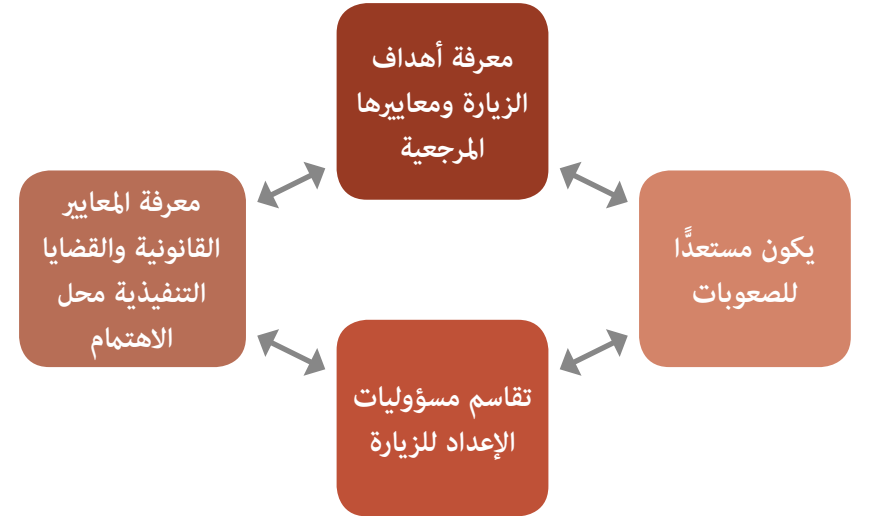 معرفة أهداف
الزيارة ومعاييرها
المرجعية
يكون مستعدًّا
للصعوبات
معرفة المعايير
القانونية والقضايا
التنفيذية محل
الاهتمام
تقاسم مسؤوليات
الإعداد للزيارة